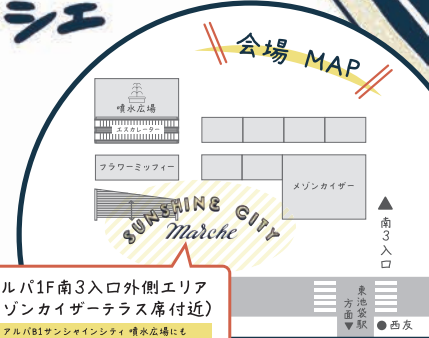 シェ
会場 MAP
噴水広場
エスカレーター
フラワーミッフィー
メゾンカイザー
SUNSHINE CITY
Marche
▲
南3入口
ルパ1F南3入口外側エリア
ゾンカイザーテラス席付近)
アルパB1サンシャインシティ 噴水広場にも
東池袋駅
方面▼
●西友